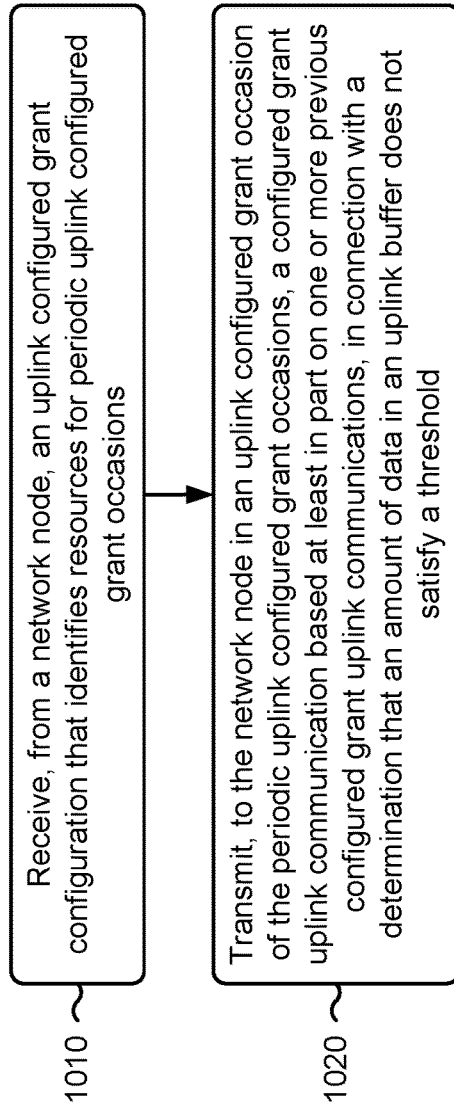 1010
Receive, from a network node, an uplink configured grant
configuration that identifies resources for periodic uplink configured
grant occasions
1020
Transmit, to the network node in an uplink configured grant occasion
of the periodic uplink configured grant occasions, a configured grant
uplink communication based at least in part on one or more previous
configured grant uplink communications, in connection with a
determination that an amount of data in an uplink buffer does not
satisfy a threshold